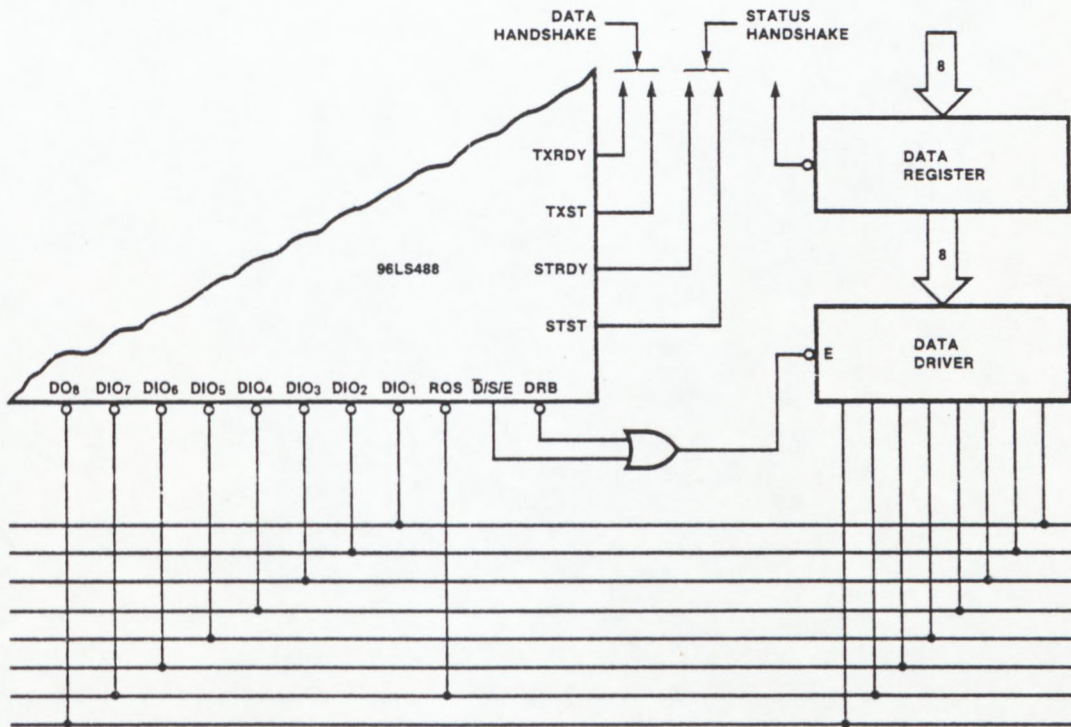 DATA
HANDSHAKE
STATUS
HANDSHAKE
8
TXRDY
DATA
REGISTER
TXST
8
96LS488
STRDY
STST
E
DATA
DRIVER
DO8 DIO7 DIO6 DIO5 DIO4 DIO3 DIO2 DIO1 RQS D̅/S/E DRB